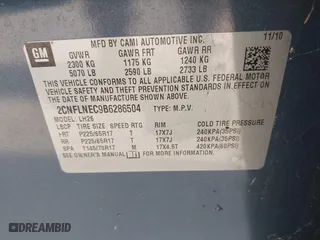 GM
MFD BY CAMI AUTOMOTIVE INC.
11/10
GVWR GAWR FRT GAWR RR
2300 KG 1175 KG 1240 KG
5070 LB 2590 LB 2733 LB
THIS VEHICLE CONFORMS TO ALL APPLICABLE U.S. FEDERAL MOTOR
VEHICLE SAFETY AND THEFT PREVENTION STANDARDS IN EFFECT
ON THE DATE OF MANUFACTURE SHOWN ABOVE.
2CNFLNEC9B6286504 TYPE: M.P.V.
MODEL: LH26
TIRE SIZE SPEED RTG RIM COLD TIRE PRESSURE
FRT P225/65R17 T 17X7J 240KPA(35PSI)
RR P225/65R17 T 17X7J 240KPA(35PSI)
SPA M 17X4.5T 420KPA(60PSI)
SEE OWNER'S MANUAL FOR MORE INFORMATION.